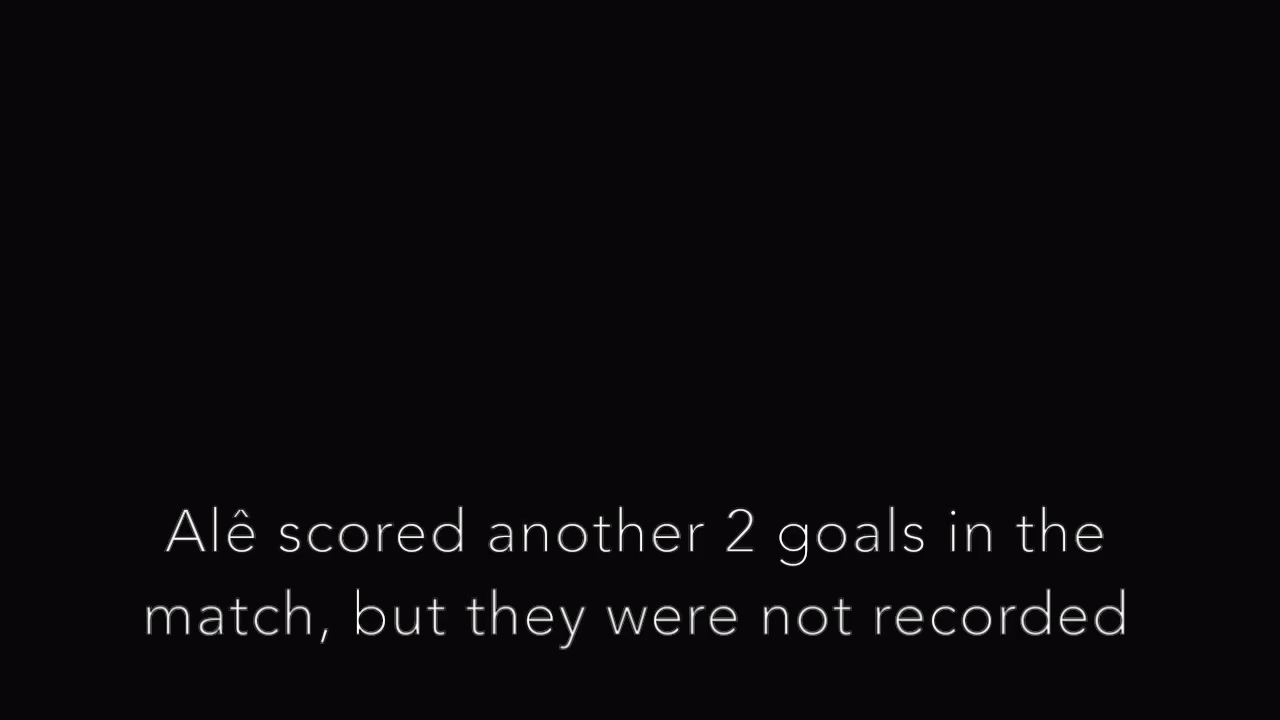 Alê scored another 2 goals in the
match, but they were not recorded